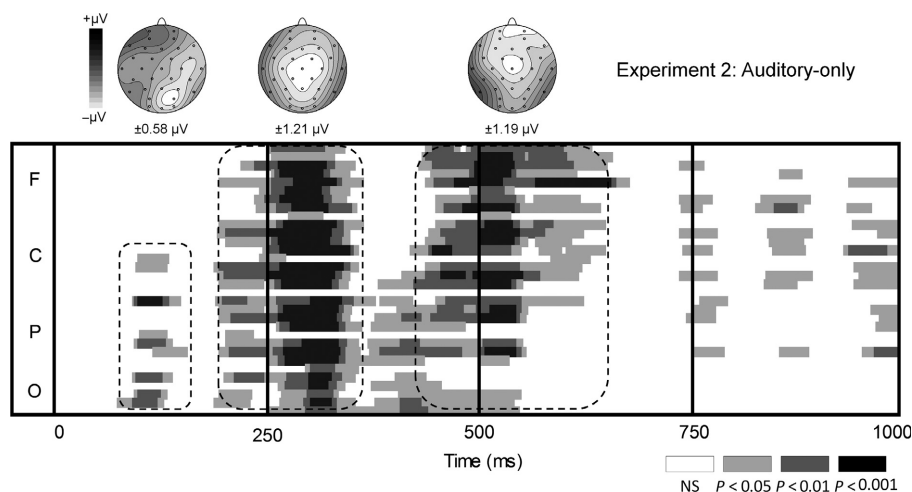 +µV
−µV
±0.58 µV
±1.21 µV
±1.19 µV
Experiment 2: Auditory-only
F
C
P
O
0
250
500
750
1000
Time (ms)
NS
P < 0.05
P < 0.01
P < 0.001